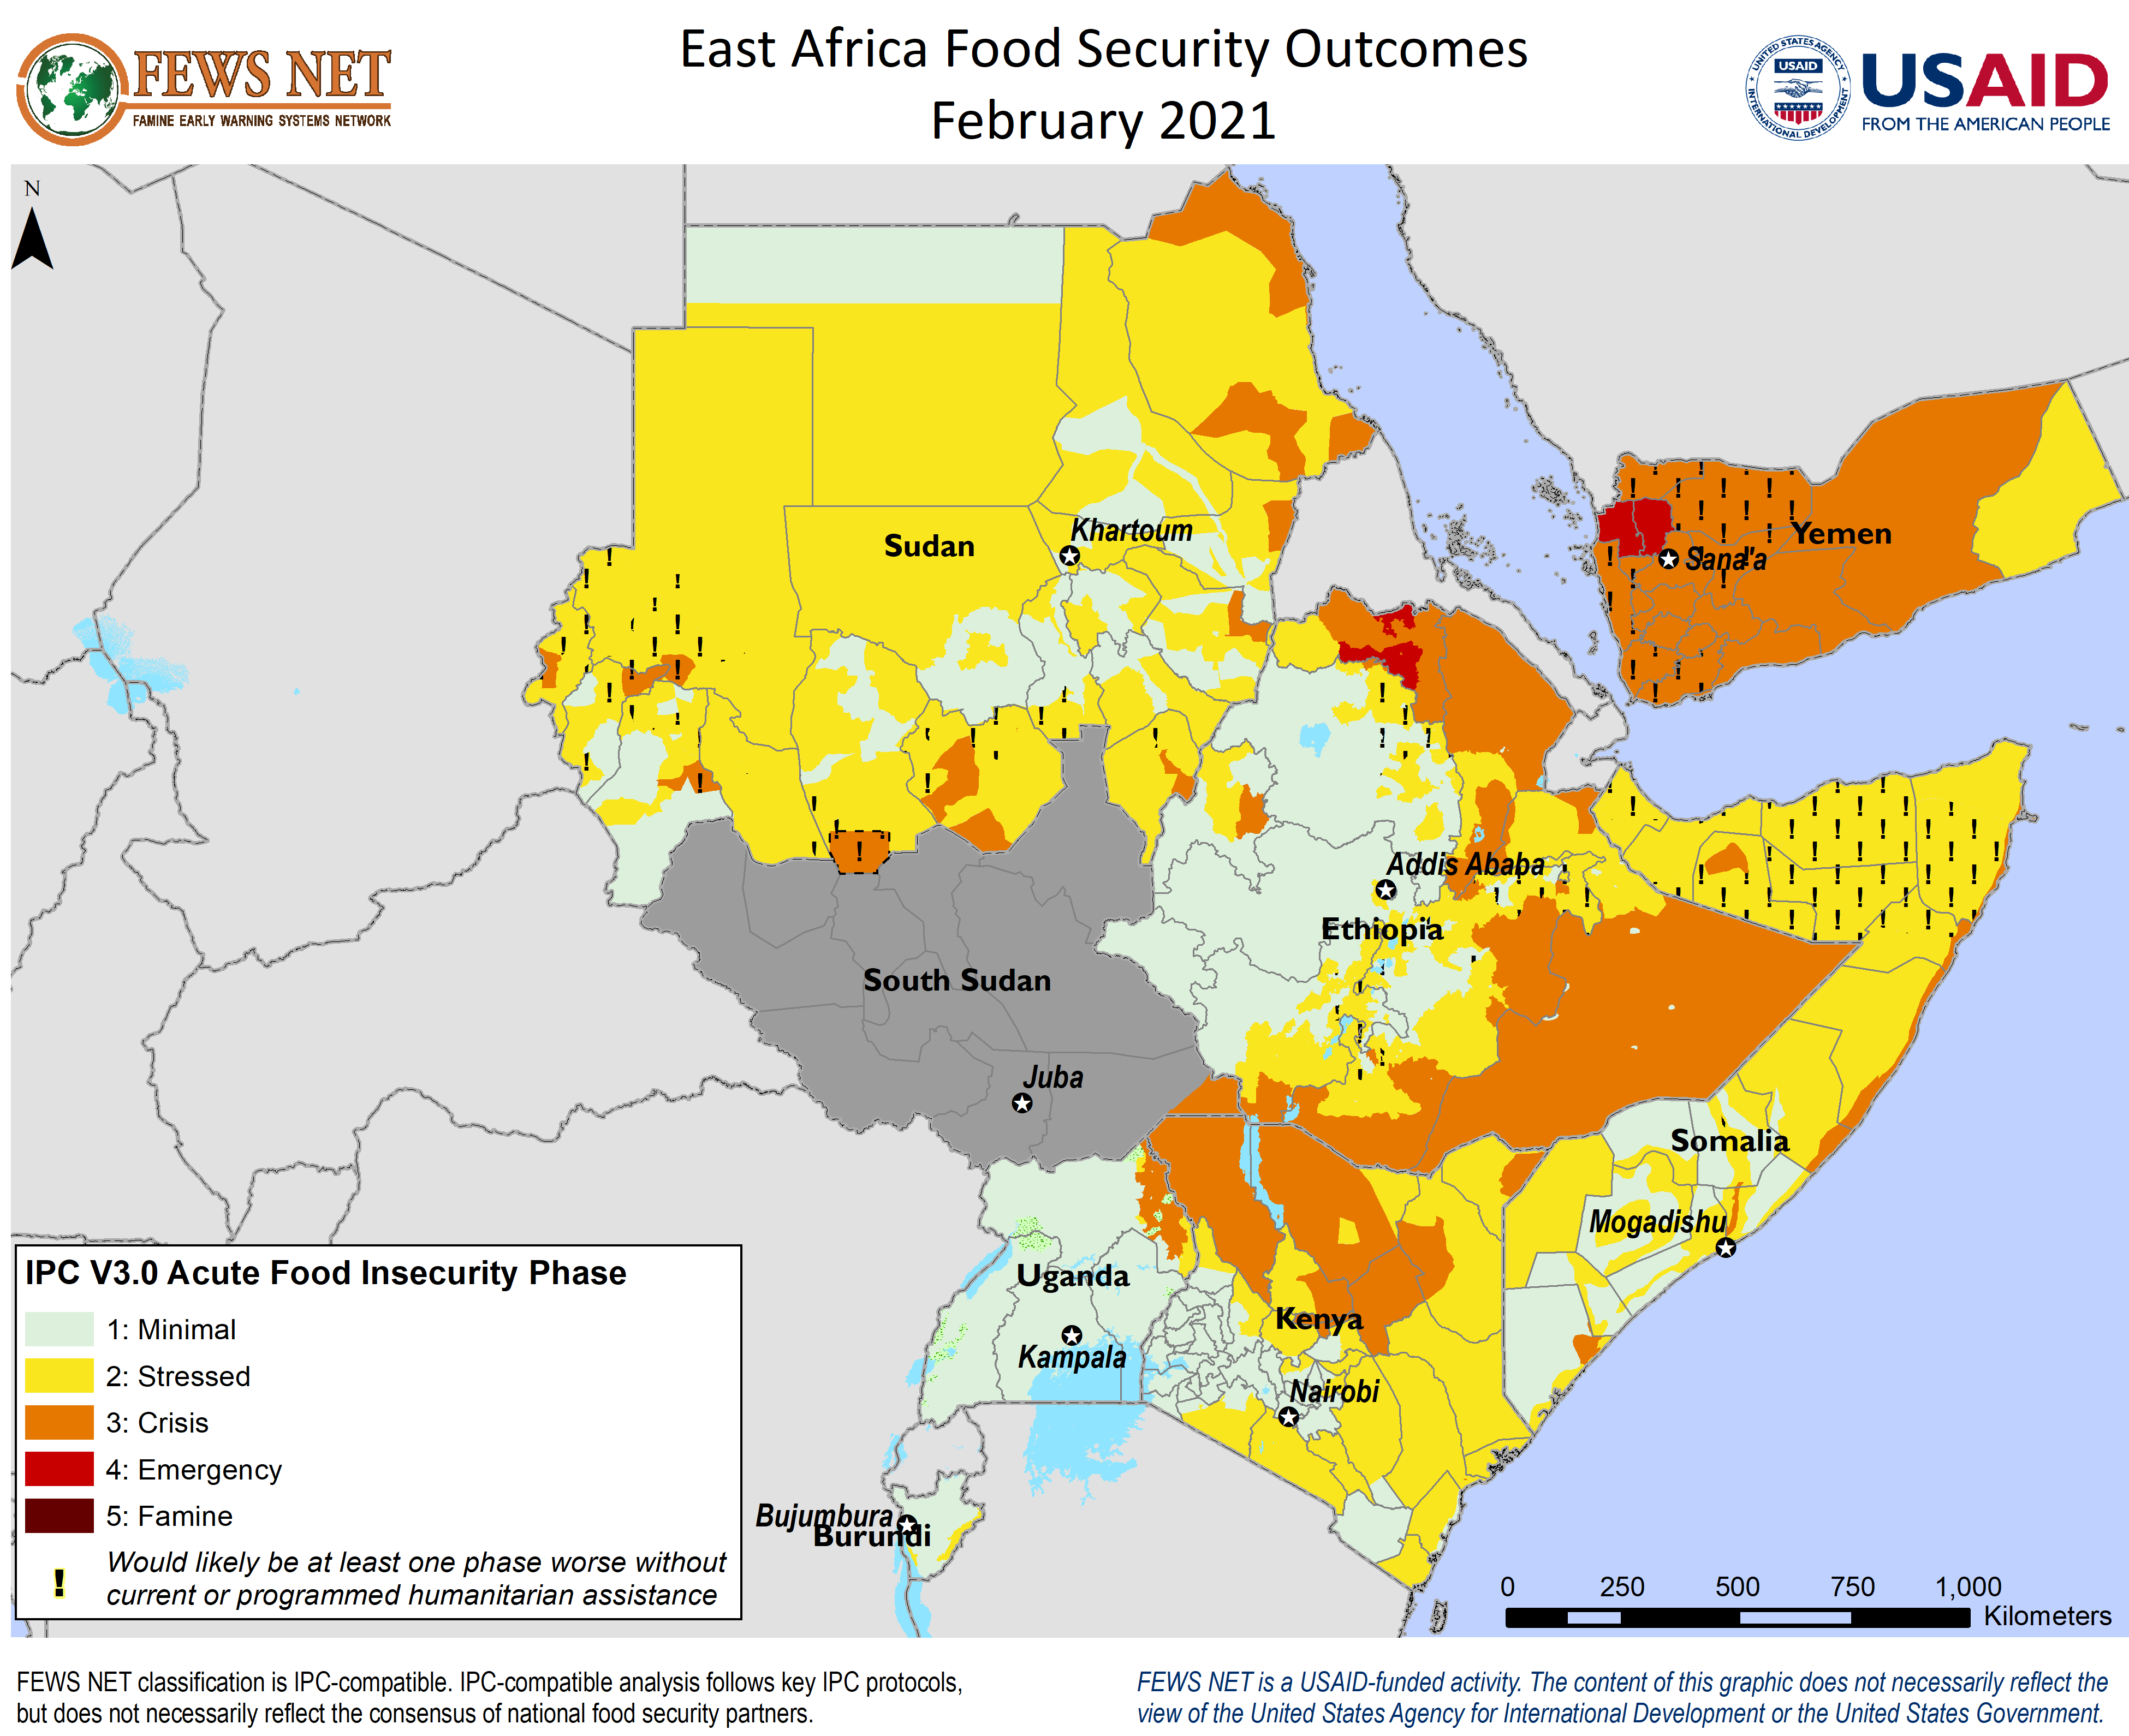 FEWS NET
FAMINE EARLY WARNING SYSTEMS NETWORK
East Africa Food Security Outcomes
February 2021
UNITED STATES AGENCY
USAID
INTERNATIONAL DEVELOPMENT
USAID
FROM THE AMERICAN PEOPLE
N
Khartoum
Sudan
Yemen
Sana'a
Addis Ababa
Ethiopia
South Sudan
Juba
Somalia
Mogadishu
Uganda
Kenya
Kampala
Nairobi
Bujumbura
Burundi
IPC V3.0 Acute Food Insecurity Phase
1: Minimal
2: Stressed
3: Crisis
4: Emergency
5: Famine
! Would likely be at least one phase worse without
current or programmed humanitarian assistance
0 250 500 750 1,000
Kilometers
FEWS NET classification is IPC-compatible. IPC-compatible analysis follows key IPC protocols,
but does not necessarily reflect the consensus of national food security partners.
FEWS NET is a USAID-funded activity. The content of this graphic does not necessarily reflect the
view of the United States Agency for International Development or the United States Government.